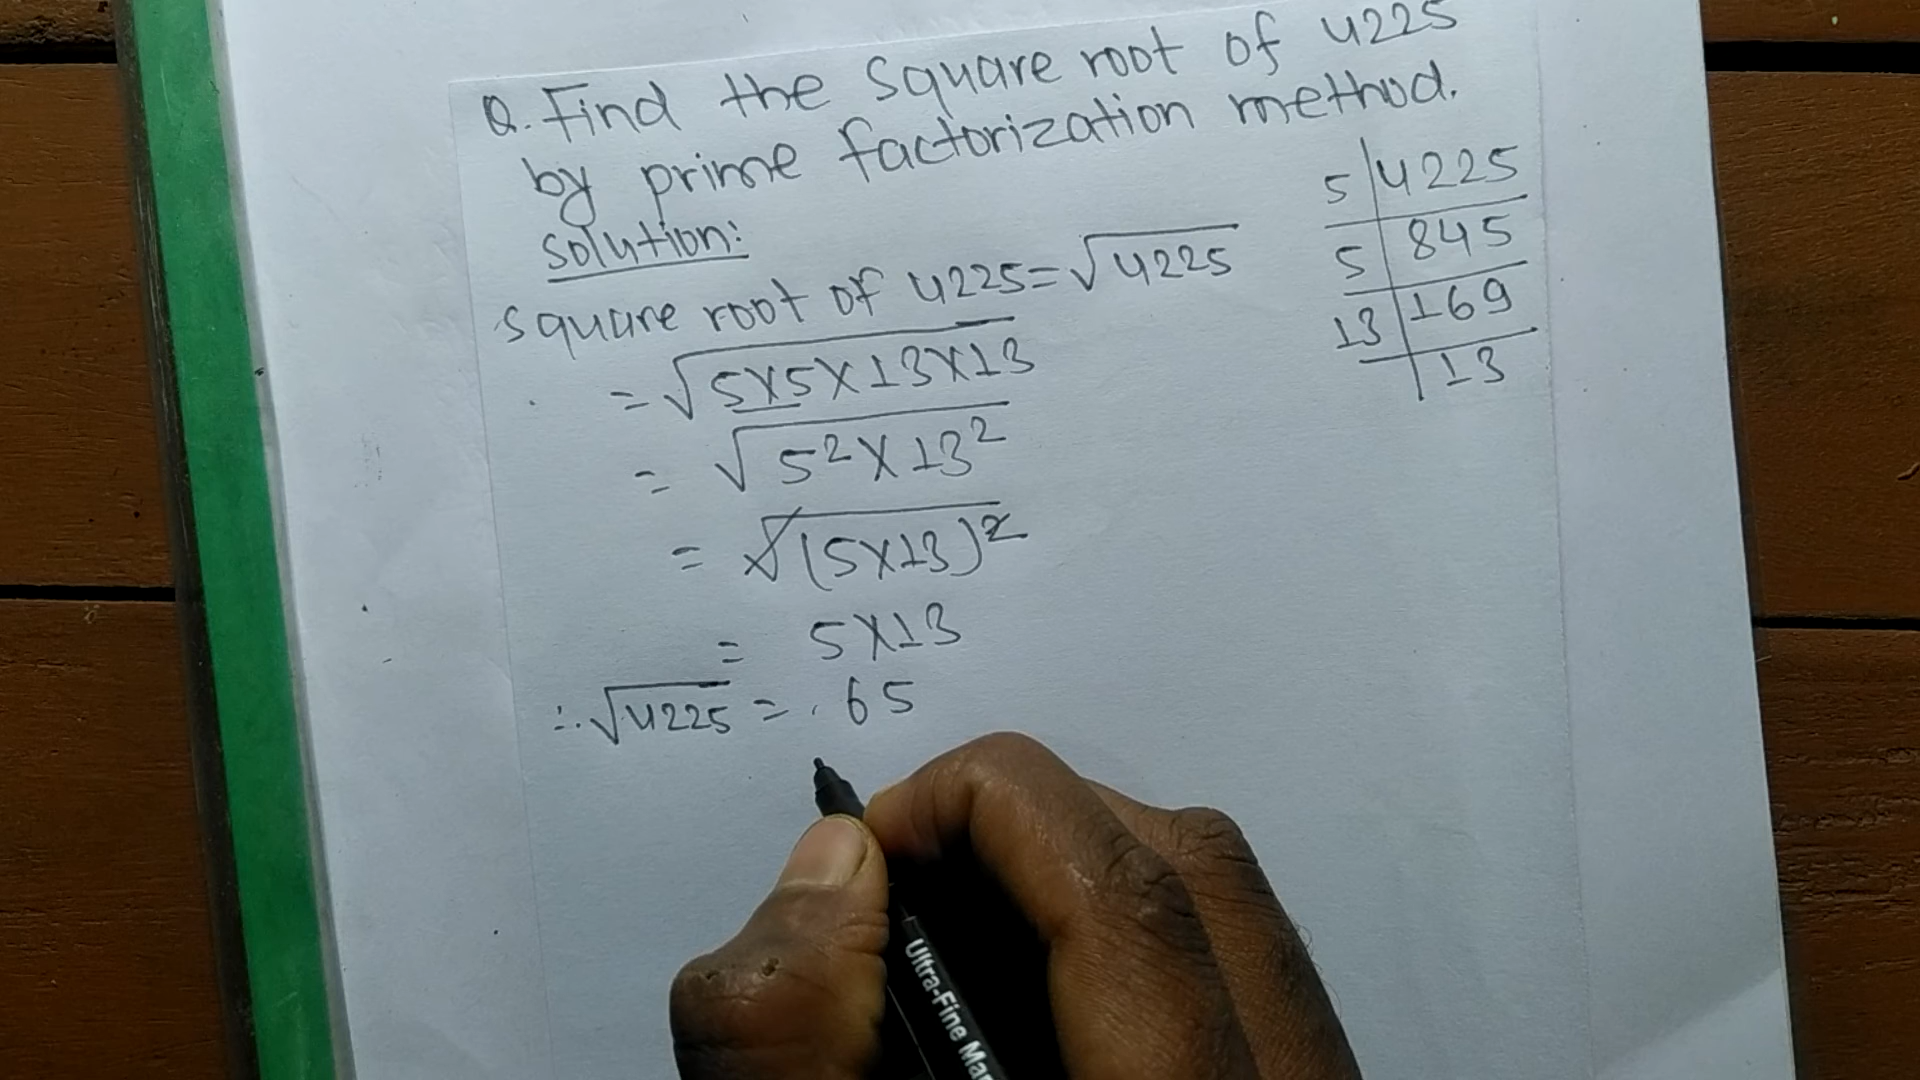 Q. Find the square root of 4225
by prime factorization method.
Solution:
square root of 4225 = √4225
= √5×5×13×13
= √5²×13²
= √(5×13)²
= 5×13
∴ √4225 = 65
5 | 4225
5 | 845
13 | 169
| 13
Ultra-Fine Mar